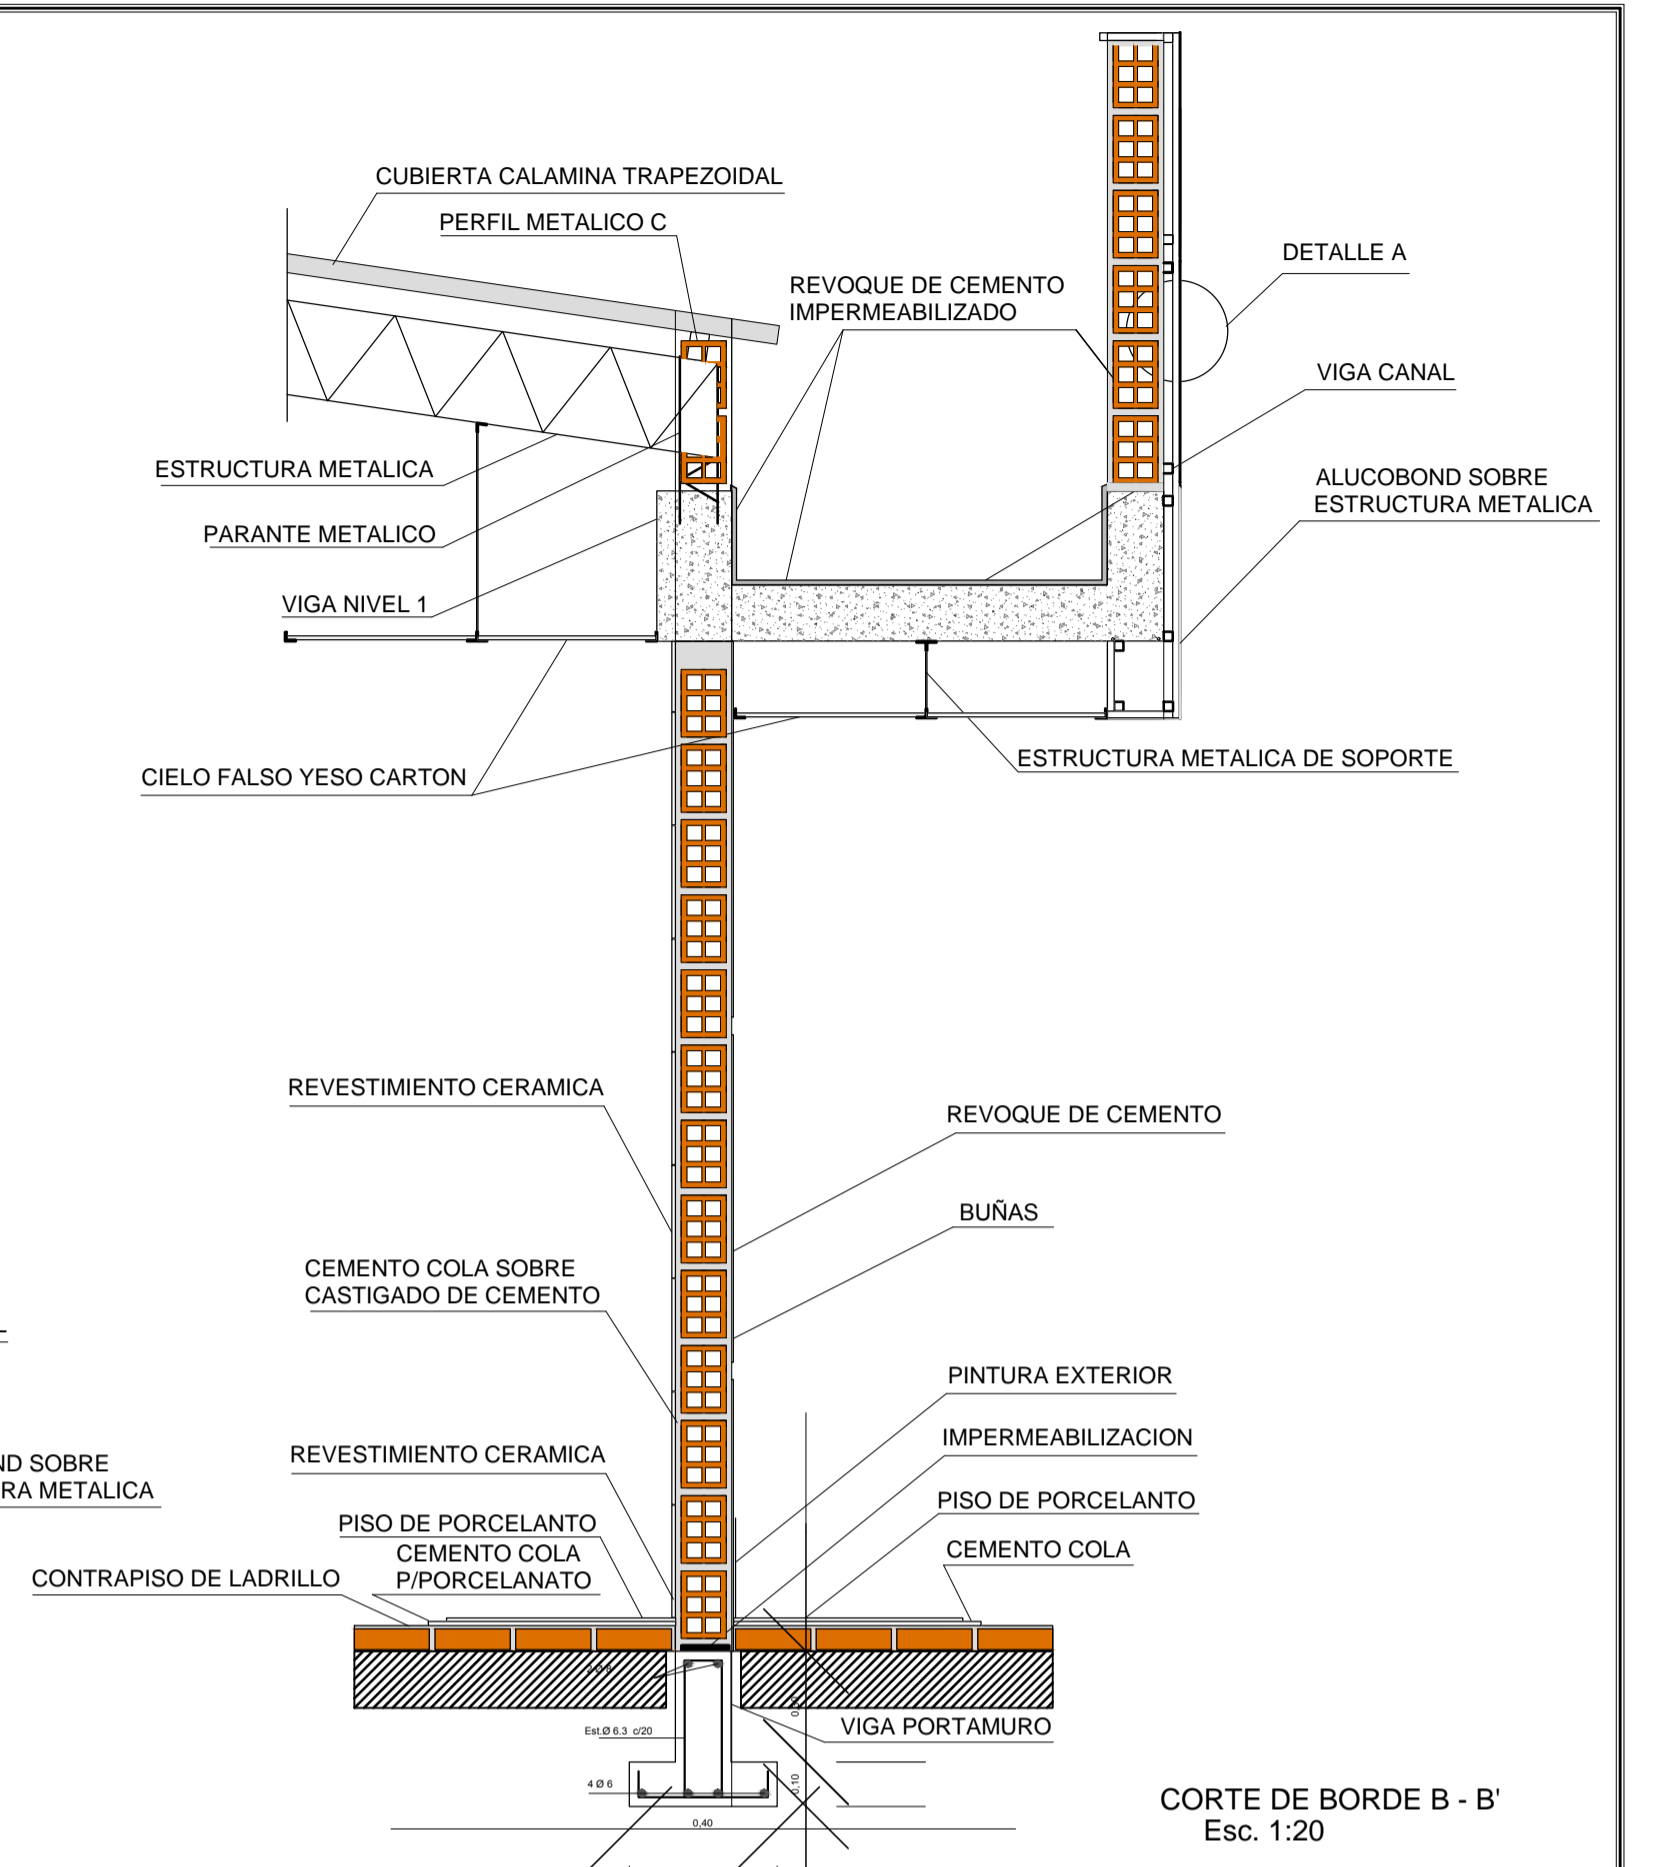 CUBIERTA CALAMINA TRAPEZOIDAL
PERFIL METALICO C
REVOQUE DE CEMENTO
IMPERMEABILIZADO
DETALLE A
VIGA CANAL
ESTRUCTURA METALICA
ALUCOBOND SOBRE
ESTRUCTURA METALICA
PARANTE METALICO
VIGA NIVEL 1
CIELO FALSO YESO CARTON
ESTRUCTURA METALICA DE SOPORTE
REVESTIMIENTO CERAMICA
REVOQUE DE CEMENTO
BUÑAS
CEMENTO COLA SOBRE
CASTIGADO DE CEMENTO
PINTURA EXTERIOR
IMPERMEABILIZACION
REVESTIMIENTO CERAMICA
ND SOBRE
RA METALICA
PISO DE PORCELANTO
PISO DE PORCELANTO
CEMENTO COLA
P/PORCELANATO
CEMENTO COLA
CONTRAPISO DE LADRILLO
2 Ø 8
Est.Ø 6.3 c/20
VIGA PORTAMURO
4 Ø 6
0,10
0,40
CORTE DE BORDE B - B'
Esc. 1:20